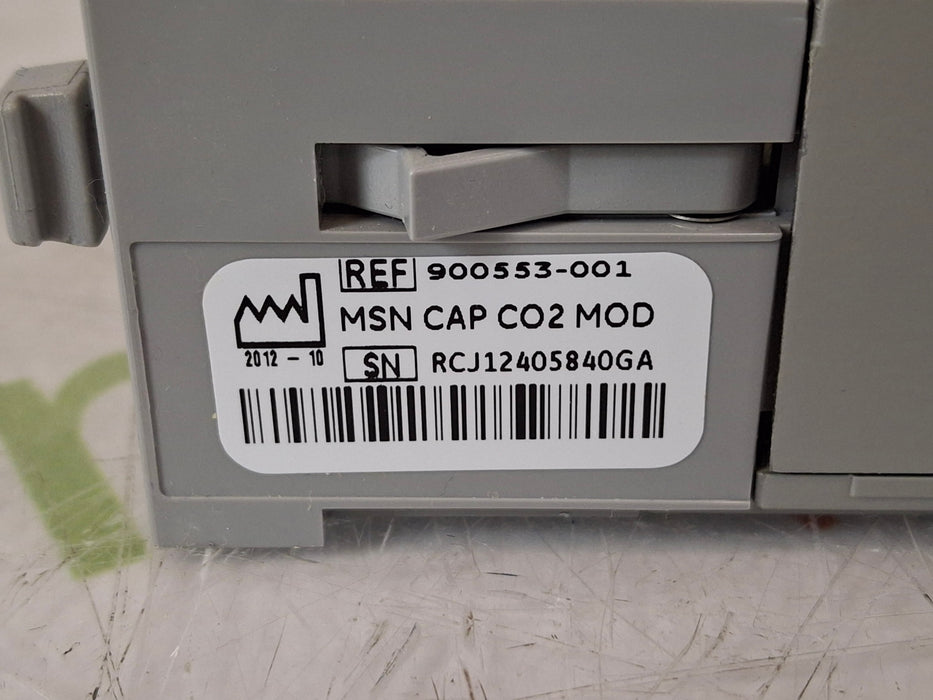 REF 900553-001
MSN CAP CO2 MOD
2012 - 10
SN RCJ12405840GA